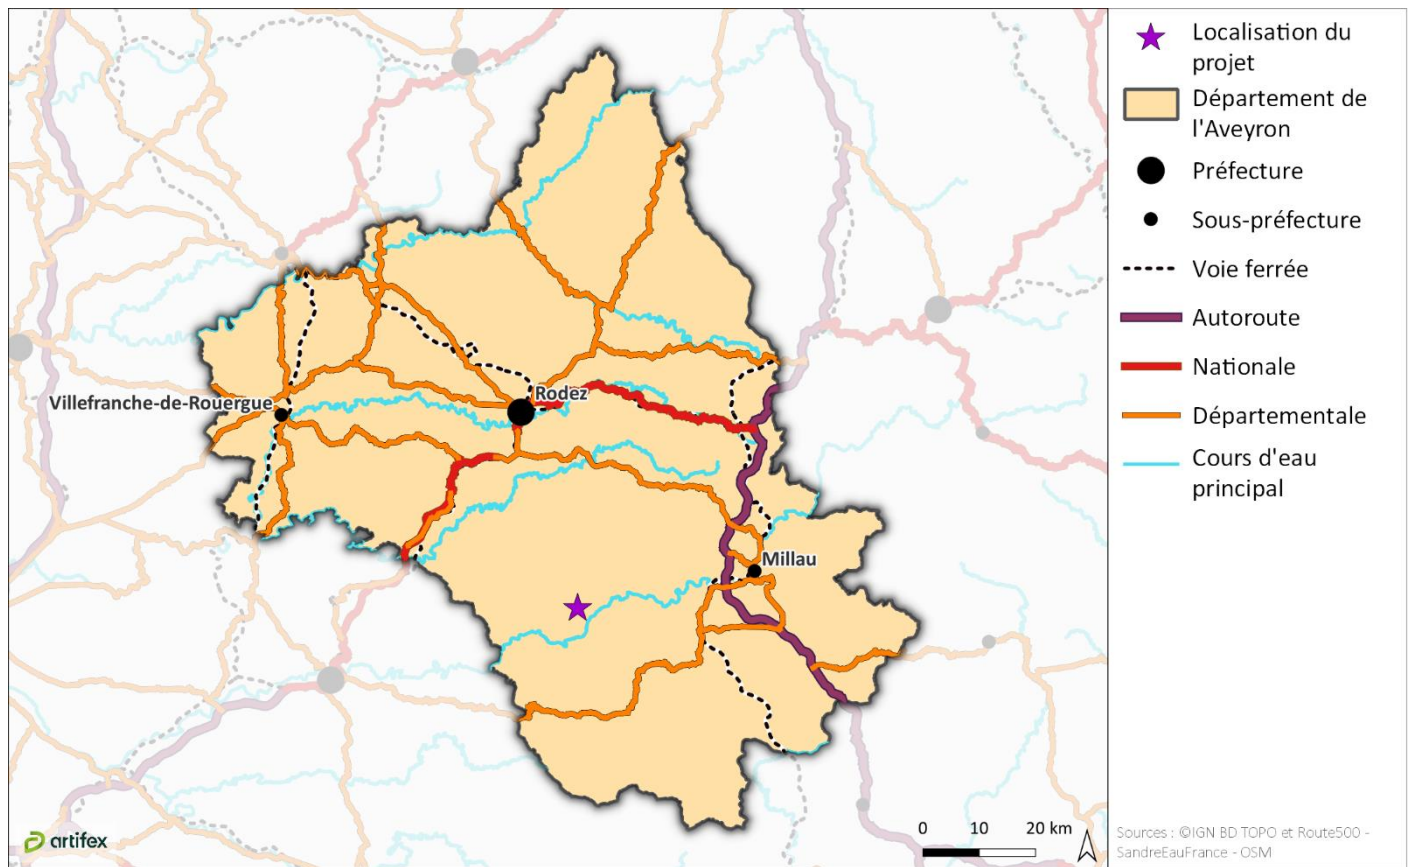 Villefranche-de-Rouergue
Rodez
Millau
artifex
0 10 20 km
Localisation du
projet
Département de
l'Aveyron
Préfecture
Sous-préfecture
Voie ferrée
Autoroute
Nationale
Départementale
Cours d'eau
principal
Sources : ©IGN BD TOPO et Route500 -
SandreEauFrance - OSM